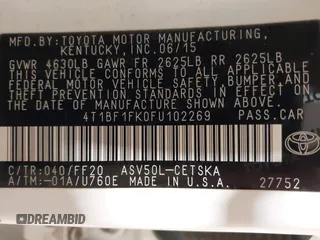 MFD.BY:TOYOTA MOTOR MANUFACTURING,
KENTUCKY,INC.06/15
GVWR 4630LB GAWR FR 2625LB RR 2625LB
THIS VEHICLE CONFORMS TO ALL APPLICABLE
FEDERAL MOTOR VEHICLE SAFETY,BUMPER,AND
THEFT PREVENTION STANDARDS IN EFFECT ON
THE DATE OF MANUFACTURE SHOWN ABOVE.
4T1BF1FK0FU102269 PASS.CAR
TOYOTA
C/TR:040/FF20 ASV50L-CETSKA
A/TM:-01A/U760E MADE IN U.S.A. 27752
DREAMBID